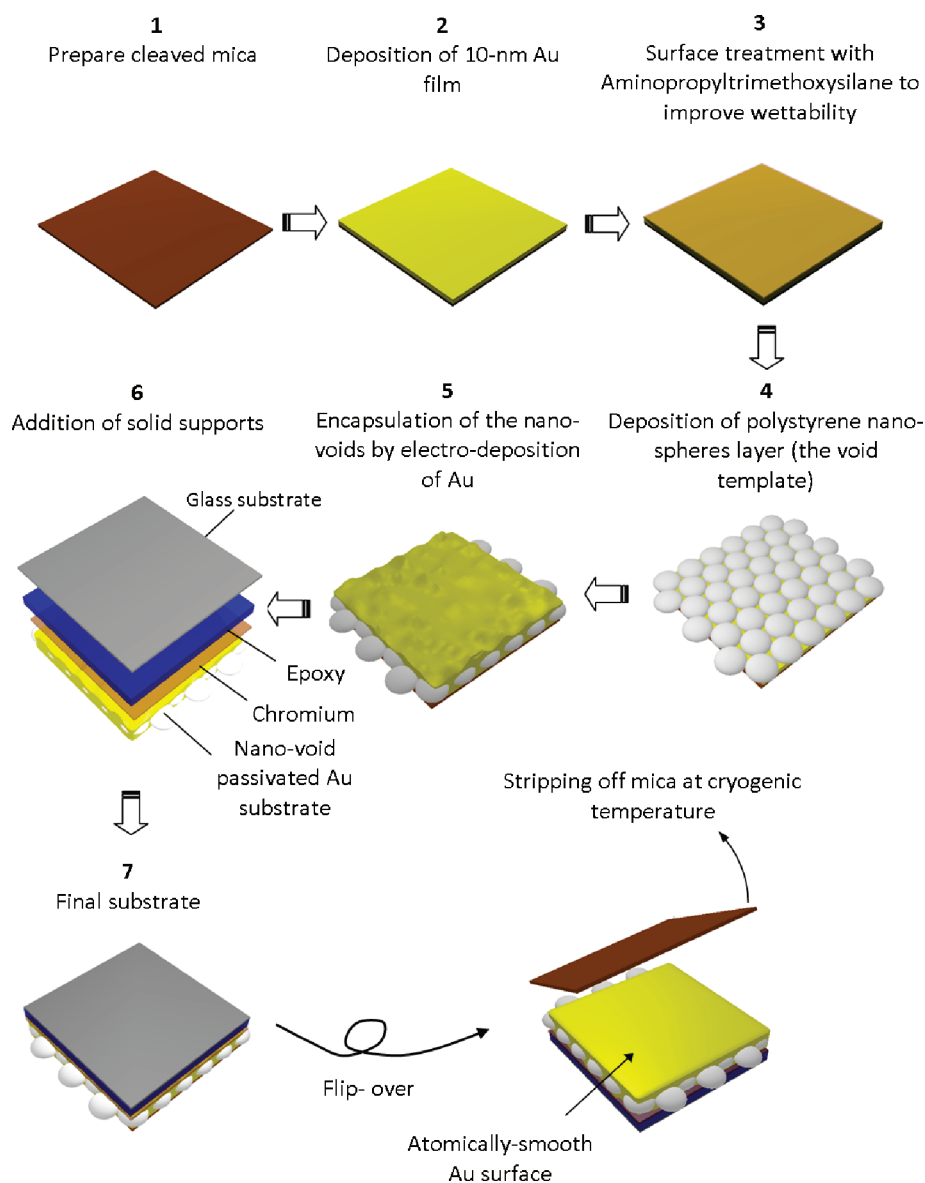 1
Prepare cleaved mica
2
Deposition of 10-nm Au
film
3
Surface treatment with
Aminopropyltrimethoxysilane to
improve wettability
4
Deposition of polystyrene nano-
spheres layer (the void
template)
5
Encapsulation of the nano-
voids by electro-deposition
of Au
6
Addition of solid supports
Glass substrate
Epoxy
Chromium
Nano-void
passivated Au
substrate
7
Final substrate
Flip- over
Stripping off mica at cryogenic
temperature
Atomically-smooth
Au surface